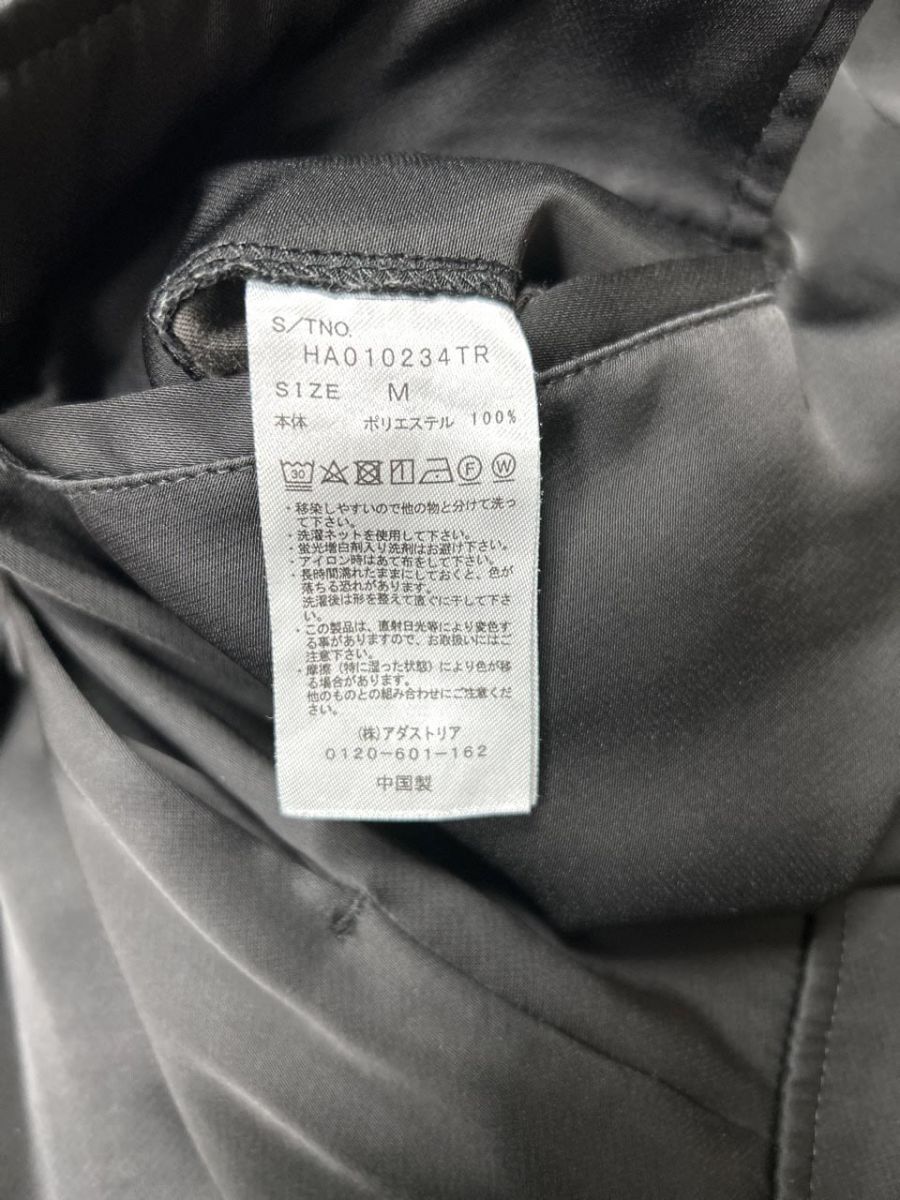 S/TNO.
HA010234TR
SIZE M
本体 ポリエステル 100%
30 F W
・移染しやすいので他の物と分けて洗っ
て下さい。
・洗濯ネットを使用して下さい。
・蛍光増白剤入り洗剤はお避け下さい。
・アイロン時はあて布をして下さい。
・長時間濡れたままにしておくと、色が
落ちる恐れがあります。
洗濯後は形を整えて直ぐに干して下さ
い。
・この製品は、直射日光等により変色す
る事がありますので、お取扱いにはご
注意下さい。
・摩擦（特に湿った状態）により色が移
る場合があります。
他のものとの組み合わせにご注意くだ
さい。
（株）アダストリア
0120-601-162
中国製